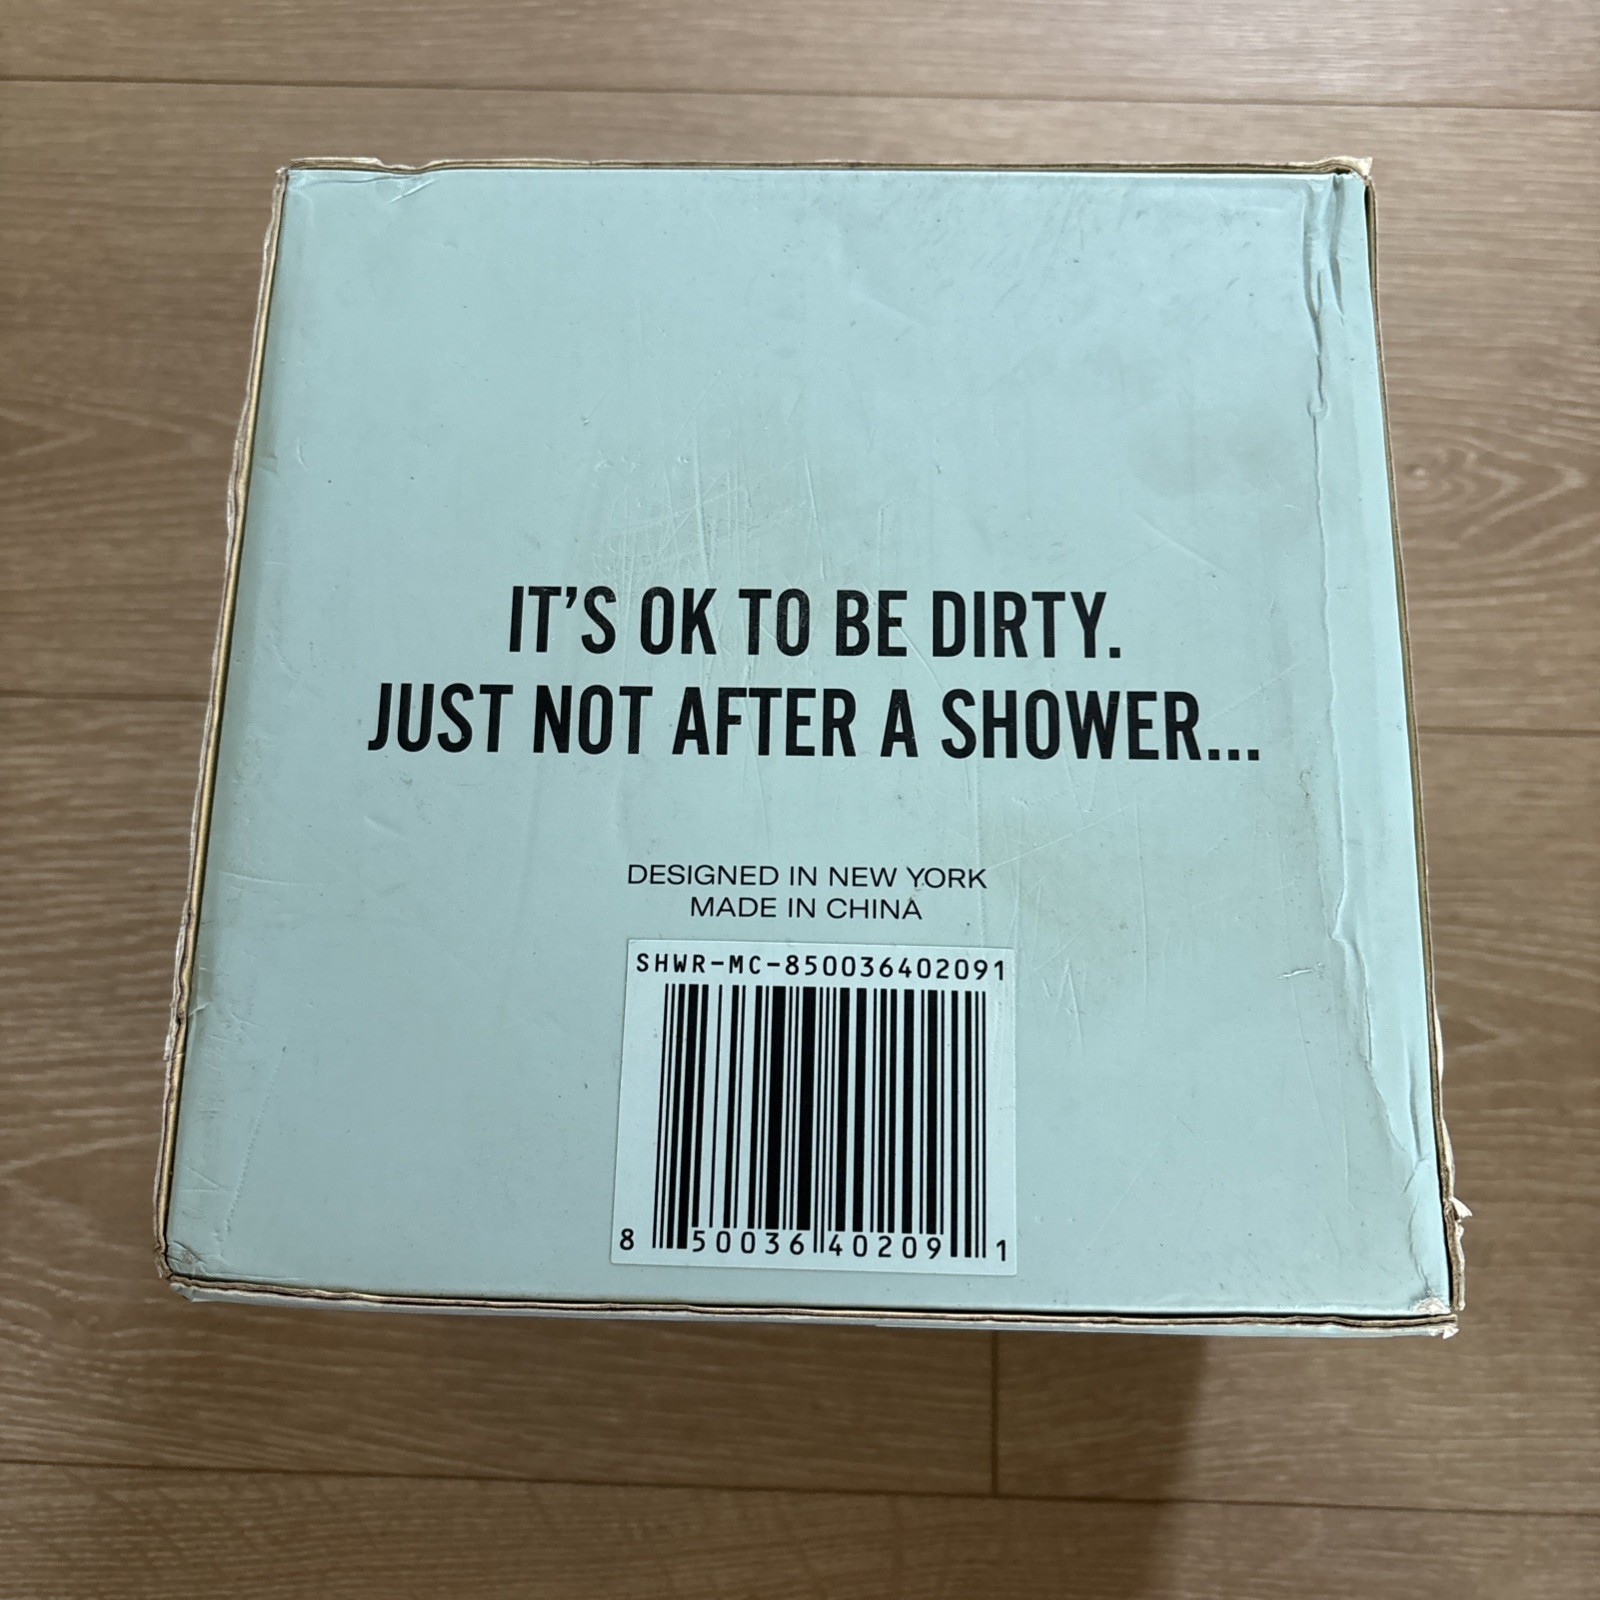 IT'S OK TO BE DIRTY.
JUST NOT AFTER A SHOWER...
DESIGNED IN NEW YORK
MADE IN CHINA
SHWR-MC-850036402091
8 50036 40209 1